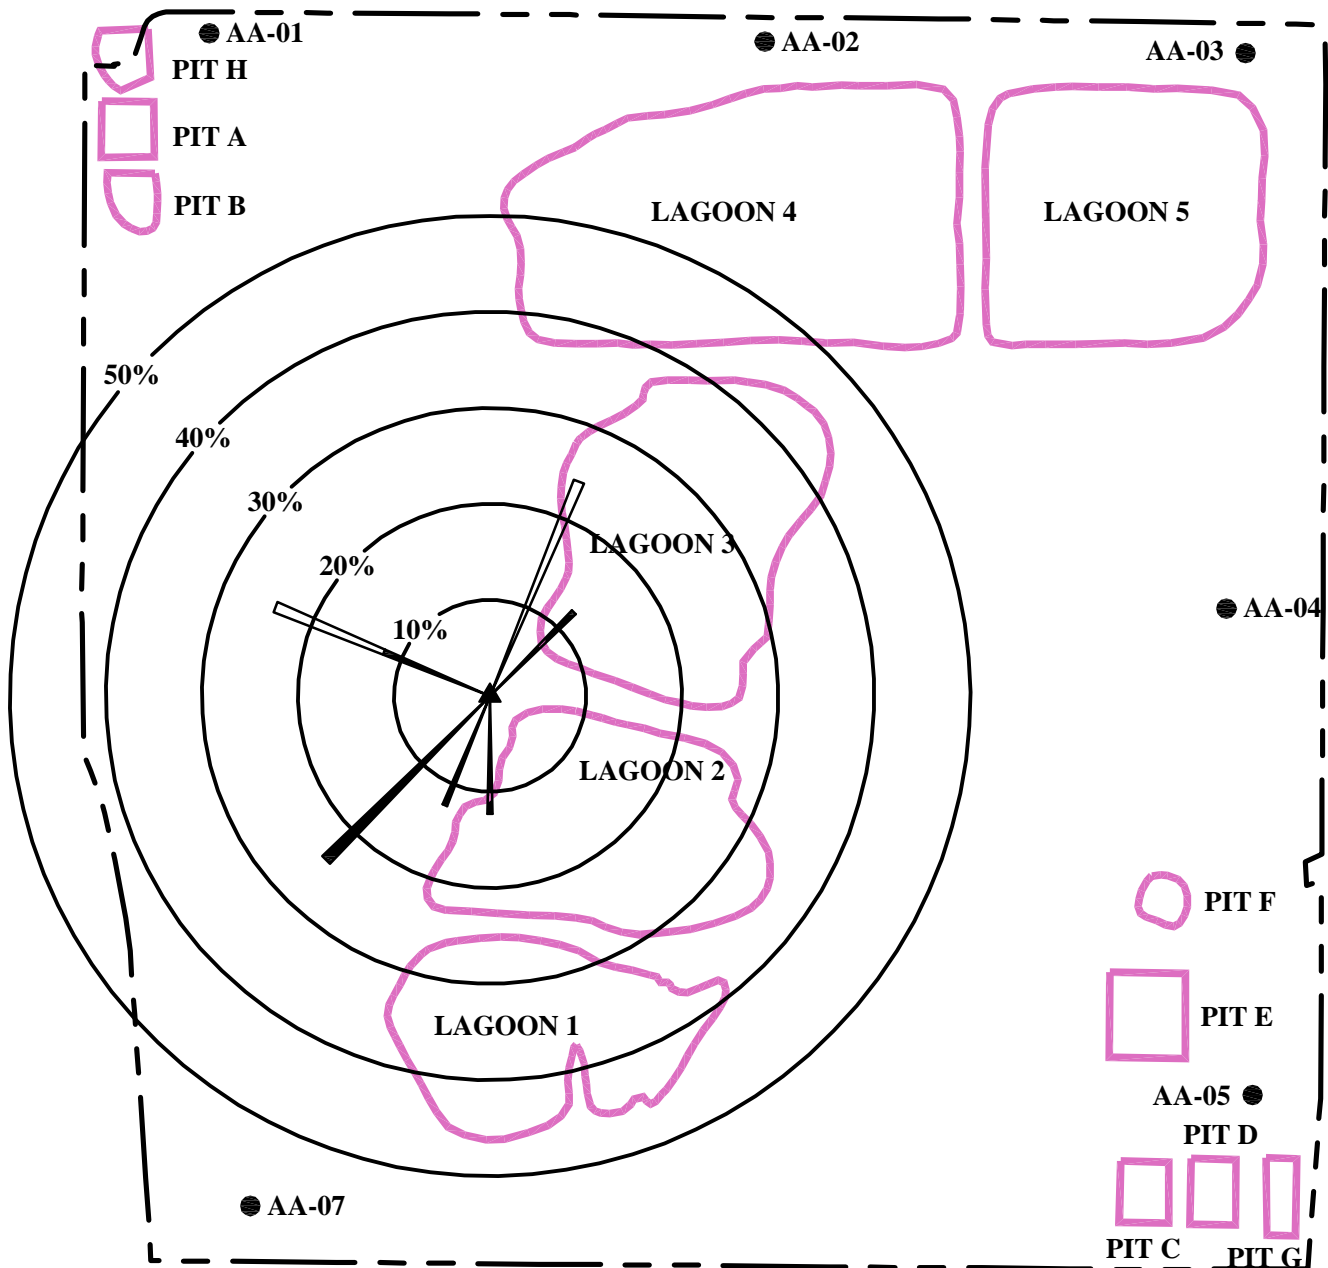 AA-01
AA-02
AA-03
PIT H
PIT A
PIT B
LAGOON 4
LAGOON 5
50%
40%
30%
20%
10%
LAGOON 3
AA-04
LAGOON 2
PIT F
PIT E
LAGOON 1
AA-05
PIT D
AA-07
PIT C
PIT G